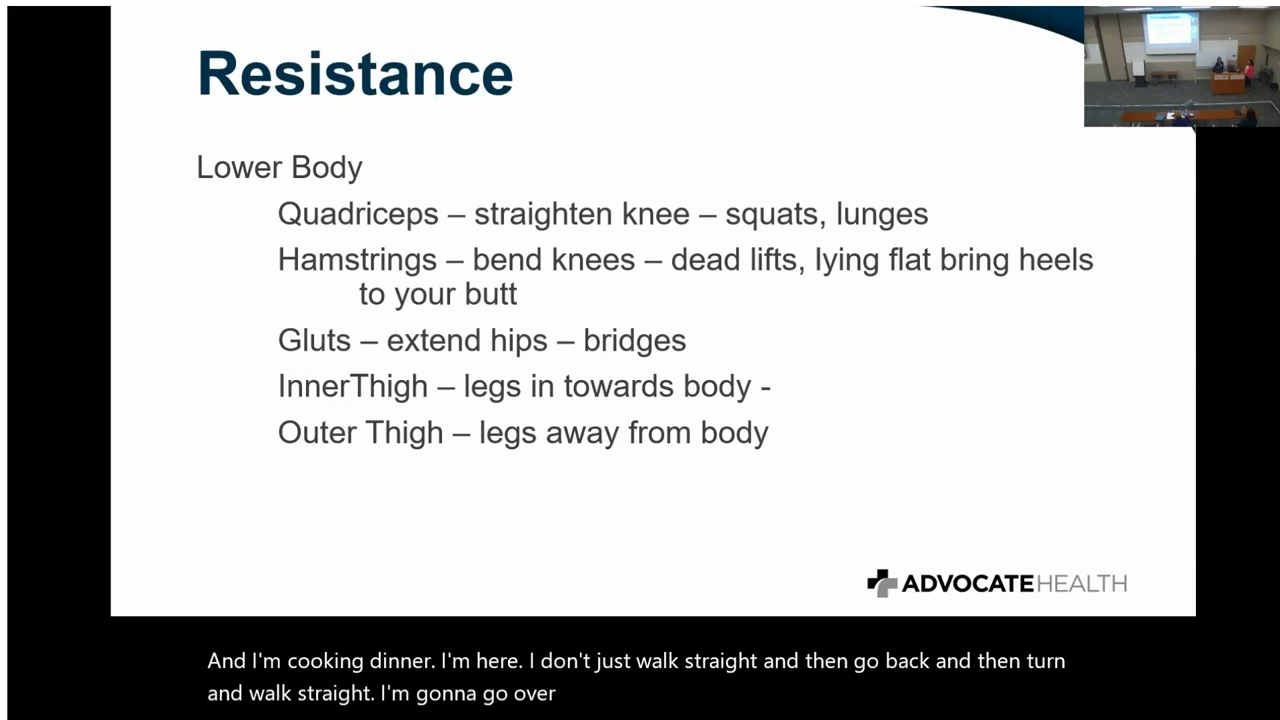 Resistance
Lower Body
Quadriceps – straighten knee – squats, lunges
Hamstrings – bend knees – dead lifts, lying flat bring heels
to your butt
Gluts – extend hips – bridges
InnerThigh – legs in towards body -
Outer Thigh – legs away from body
ADVOCATEHEALTH
And I'm cooking dinner. I'm here. I don't just walk straight and then go back and then turn
and walk straight. I'm gonna go over